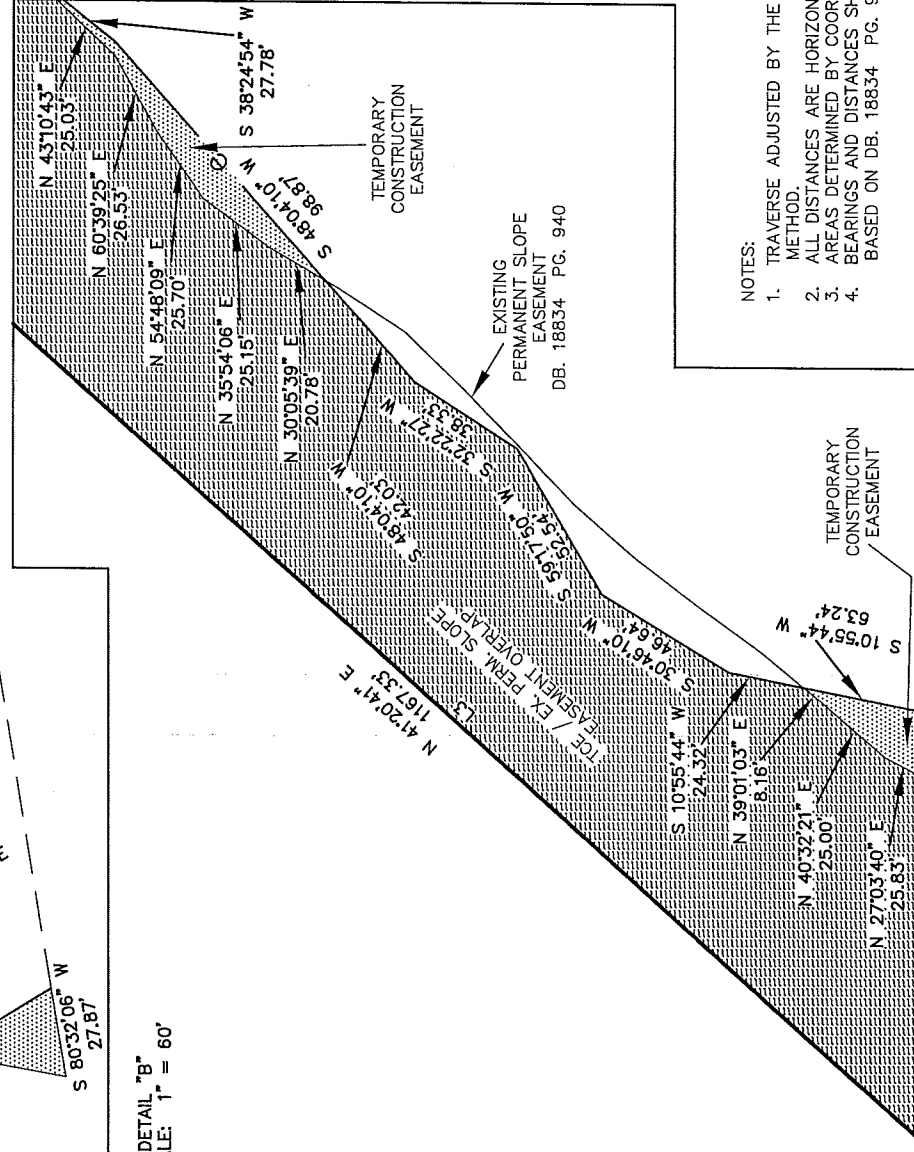 N 43°10'43" E
25.03'
N 60°39'25" E
26.53'
N 54°48'09" E
25.70'
N 35°54'06" E
25.15'
N 30°05'39" E
20.78'
S 38°24'54" W
27.78'
TEMPORARY
CONSTRUCTION
EASEMENT
S 48°04'10" W
98.87'
EXISTING
PERMANENT SLOPE
EASEMENT
DB. 18834 PG. 940
S 48°04'10" W
42.03'
S 32°22'27" W
38.33'
S 59°17'50" W
52.54'
S 30°46'10" W
46.64'
TCE / EX. PERM. SLOPE
EASEMENT OVERLAP
N 41°20'41" E
1167.33'
L3
S 10°55'44" W
24.32'
N 39°01'03" E
8.16'
N 40°32'21" E
25.00'
N 27°03'40" E
25.83'
S 10°55'44" W
63.24'
TEMPORARY
CONSTRUCTION
EASEMENT
S 80°32'06" W
27.87'
DETAIL "B"
ALE: 1" = 60'
NOTES:
1. TRAVERSE ADJUSTED BY THE
METHOD.
2. ALL DISTANCES ARE HORIZON
3. AREAS DETERMINED BY COOR
4. BEARINGS AND DISTANCES SH
BASED ON DB. 18834 PG. 9